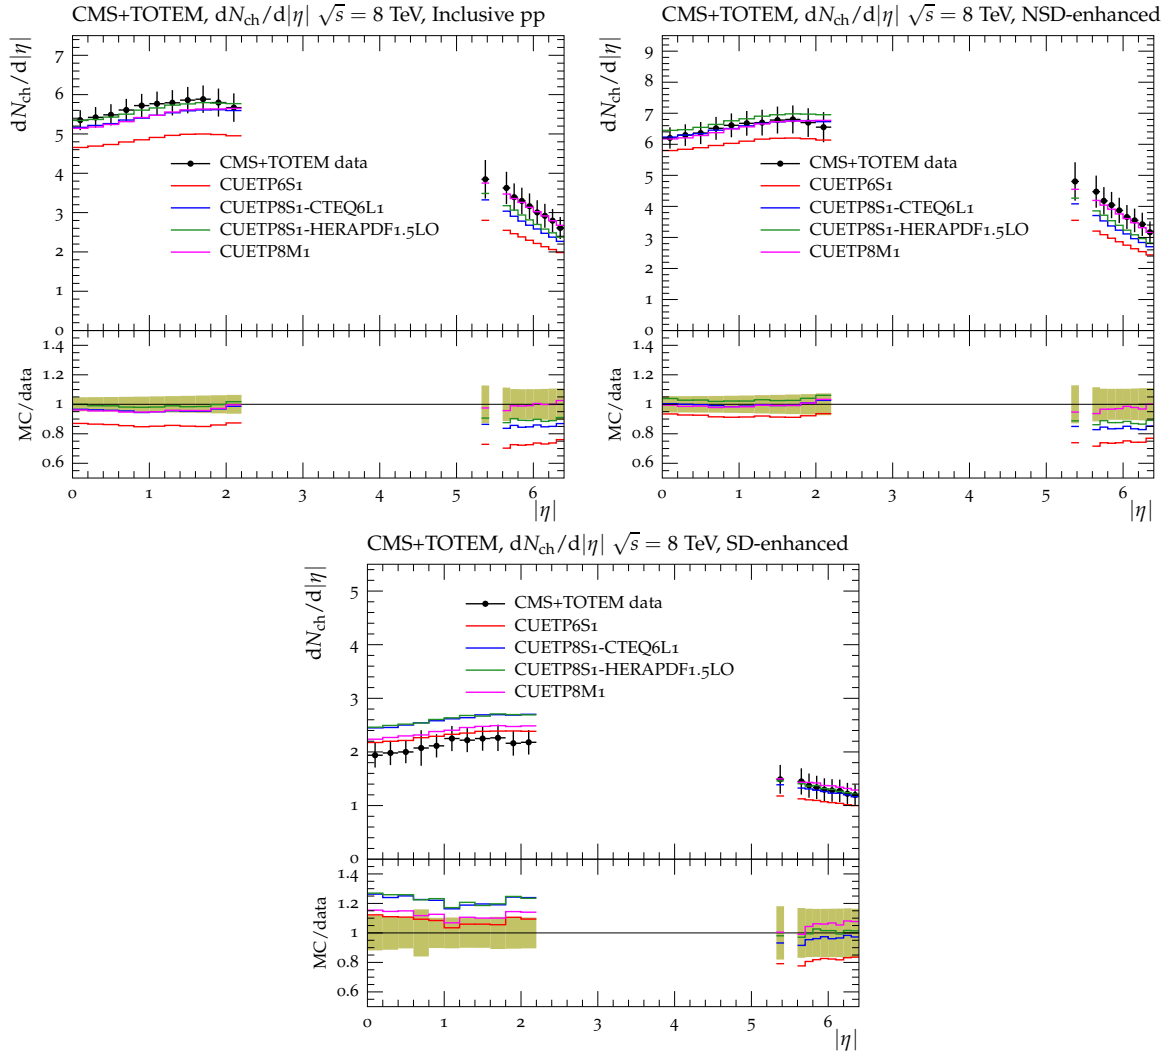 CMS+TOTEM, dN_ch/d|η| √s = 8 TeV, Inclusive pp
dN_ch/d|η|
7
6
5
4
3
2
1
0
CMS+TOTEM data
CUETP6S1
CUETP8S1-CTEQ6L1
CUETP8S1-HERAPDF1.5LO
CUETP8M1
MC/data
1.4
1.2
1
0.8
0.6
0 1 2 3 4 5 6
|η|
CMS+TOTEM, dN_ch/d|η| √s = 8 TeV, NSD-enhanced
dN_ch/d|η|
9
8
7
6
5
4
3
2
1
0
CMS+TOTEM data
CUETP6S1
CUETP8S1-CTEQ6L1
CUETP8S1-HERAPDF1.5LO
CUETP8M1
MC/data
1.4
1.2
1
0.8
0.6
0 1 2 3 4 5 6
|η|
CMS+TOTEM, dN_ch/d|η| √s = 8 TeV, SD-enhanced
dN_ch/d|η|
5
4
3
2
1
0
CMS+TOTEM data
CUETP6S1
CUETP8S1-CTEQ6L1
CUETP8S1-HERAPDF1.5LO
CUETP8M1
MC/data
1.4
1.2
1
0.8
0.6
0 1 2 3 4 5 6
|η|